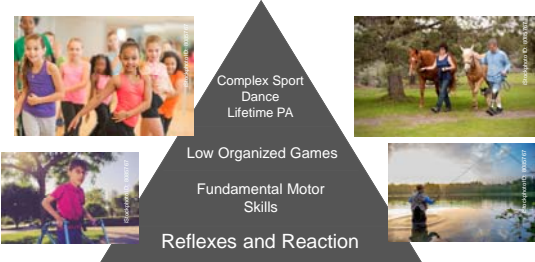 Complex Sport
Dance
Lifetime PA
Low Organized Games
Fundamental Motor
Skills
Reflexes and Reaction